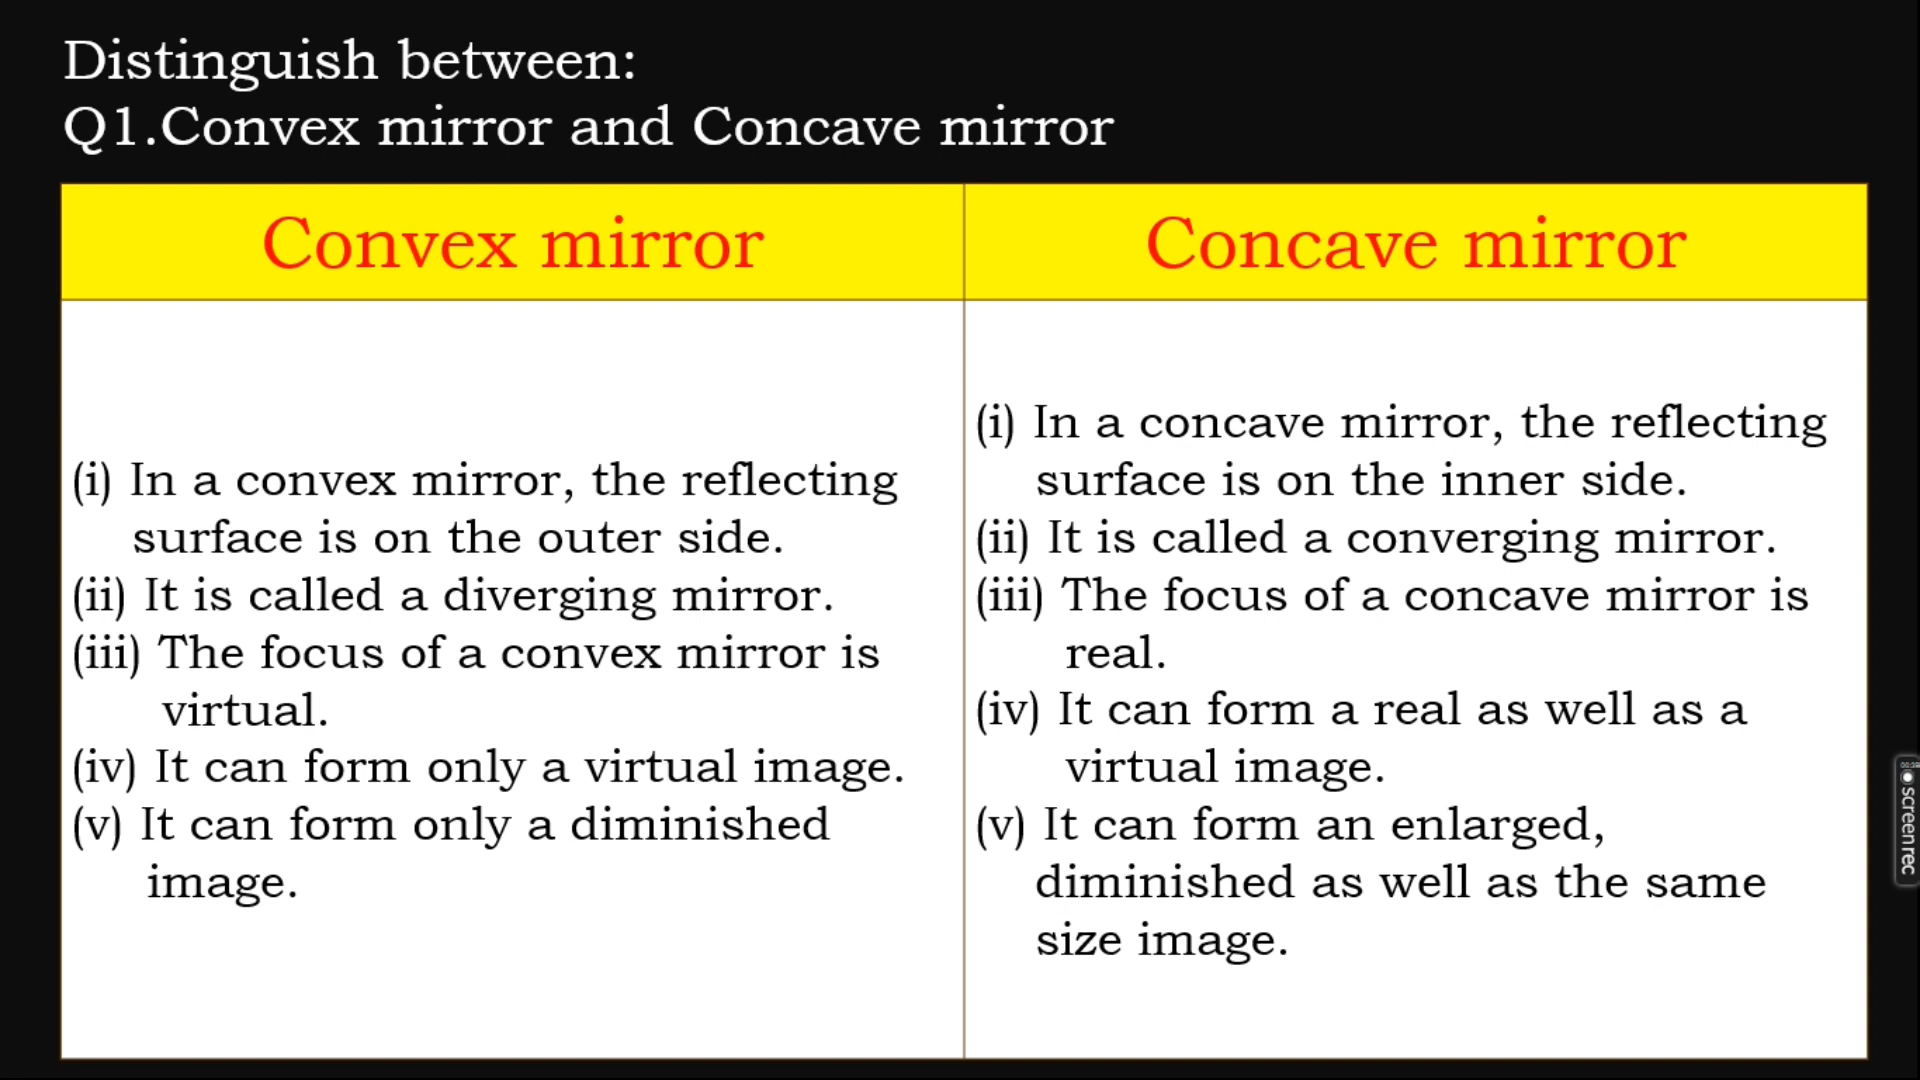 Distinguish between:
Q1.Convex mirror and Concave mirror
Convex mirror
(i) In a convex mirror, the reflecting
surface is on the outer side.
(ii) It is called a diverging mirror.
(iii) The focus of a convex mirror is
virtual.
(iv) It can form only a virtual image.
(v) It can form only a diminished
image.
Concave mirror
(i) In a concave mirror, the reflecting
surface is on the inner side.
(ii) It is called a converging mirror.
(iii) The focus of a concave mirror is
real.
(iv) It can form a real as well as a
virtual image.
(v) It can form an enlarged,
diminished as well as the same
size image.
screenrec